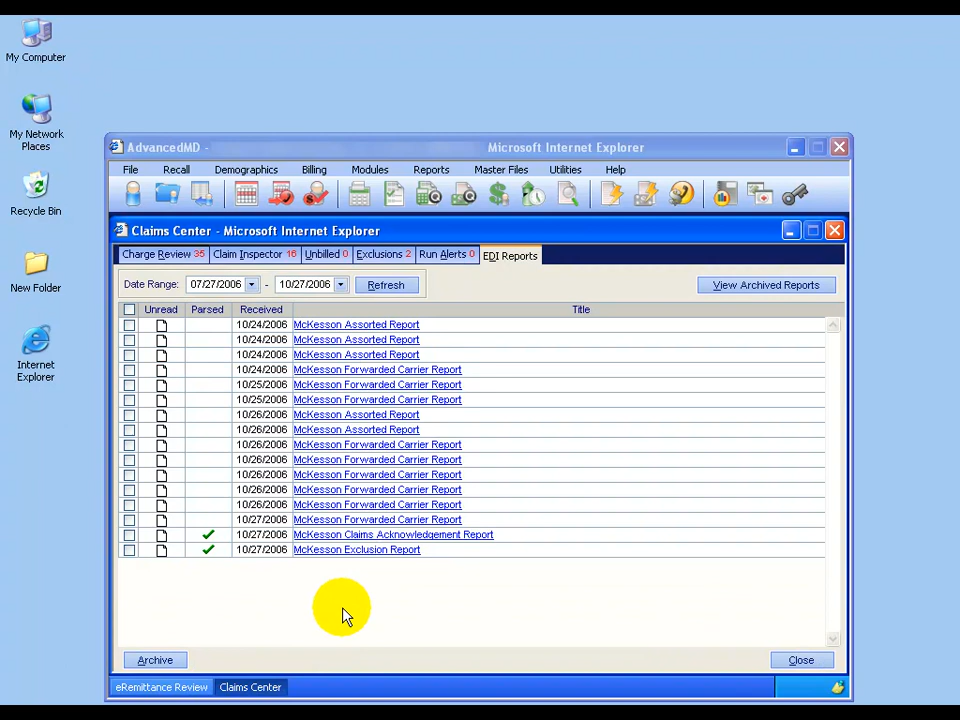 My Computer
My Network
Places
Recycle Bin
New Folder
Internet
Explorer
AdvancedMD - Microsoft Internet Explorer
File Recall Demographics Billing Modules Reports Master Files Utilities Help
Claims Center - Microsoft Internet Explorer
Charge Review 35 Claim Inspector 16 Unbilled 0 Exclusions 2 Run Alerts 0 EDI Reports
Date Range: 07/27/2006 - 10/27/2006 Refresh View Archived Reports
Unread Parsed Received Title
10/24/2006 McKesson Assorted Report
10/24/2006 McKesson Assorted Report
10/24/2006 McKesson Assorted Report
10/24/2006 McKesson Forwarded Carrier Report
10/25/2006 McKesson Forwarded Carrier Report
10/25/2006 McKesson Forwarded Carrier Report
10/26/2006 McKesson Assorted Report
10/26/2006 McKesson Assorted Report
10/26/2006 McKesson Forwarded Carrier Report
10/26/2006 McKesson Forwarded Carrier Report
10/26/2006 McKesson Forwarded Carrier Report
10/26/2006 McKesson Forwarded Carrier Report
10/26/2006 McKesson Forwarded Carrier Report
10/27/2006 McKesson Forwarded Carrier Report
10/27/2006 McKesson Claims Acknowledgement Report
10/27/2006 McKesson Exclusion Report
Archive Close
eRemittance Review Claims Center